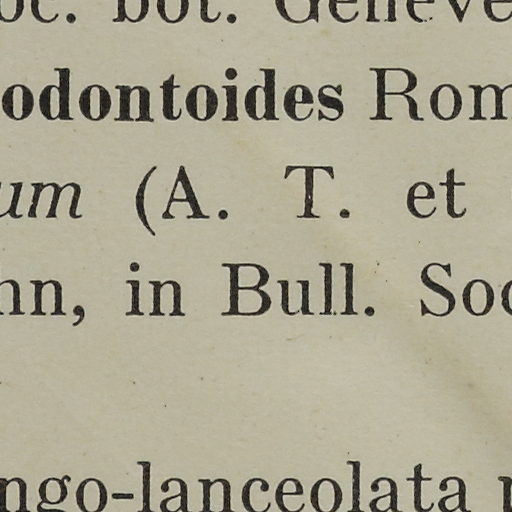 oc. bot. Genève
odontoides Rom
um (A. T. et
nn, in Bull. Soc
ngo-lanceolata